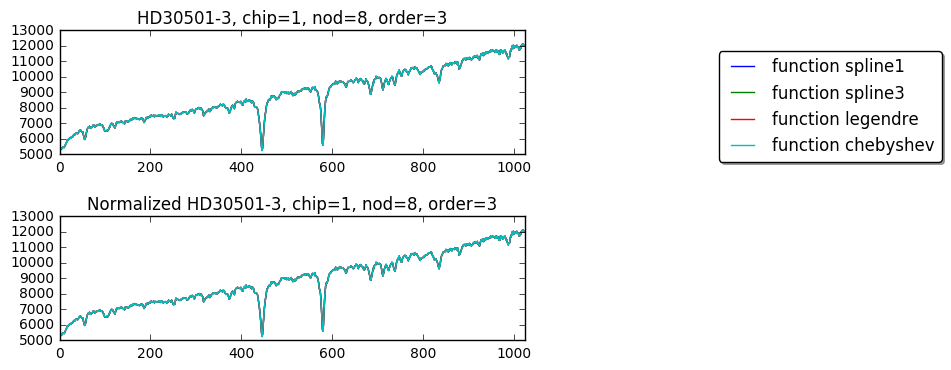 HD30501-3, chip=1, nod=8, order=3
13000
12000
11000
10000
9000
8000
7000
6000
5000
0 200 400 600 800 1000
function spline1
function spline3
function legendre
function chebyshev
Normalized HD30501-3, chip=1, nod=8, order=3
13000
12000
11000
10000
9000
8000
7000
6000
5000
0 200 400 600 800 1000